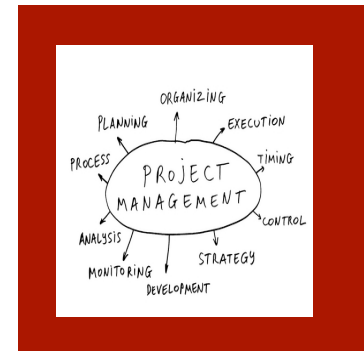 ORGANIZING
PLANNING
EXECUTION
PROCESS
TIMING
PROJECT
MANAGEMENT
CONTROL
ANALYSIS
STRATEGY
MONITORING
DEVELOPMENT